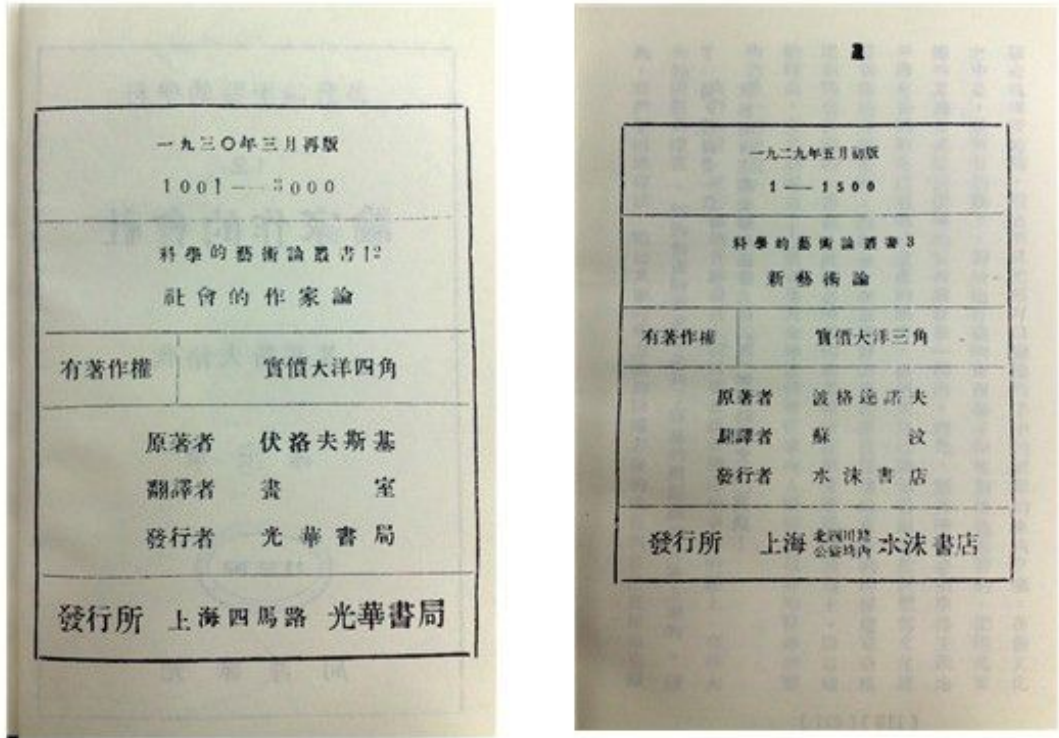 一九三〇年三月再版
1001——3000
科學的藝術論叢書12
社會的作家論
有著作權 實價大洋四角
原著者 伏洛夫斯基
翻譯者 畫室
發行者 光華書局
發行所 上海四馬路 光華書局
一九二九年五月初版
1——1500
科學的藝術論叢書3
新藝術論
有著作權 實價大洋三角
原著者 波格達諾夫
翻譯者 蘇汶
發行者 水沫書店
發行所 上海 北四川路公益坊內 水沫書店